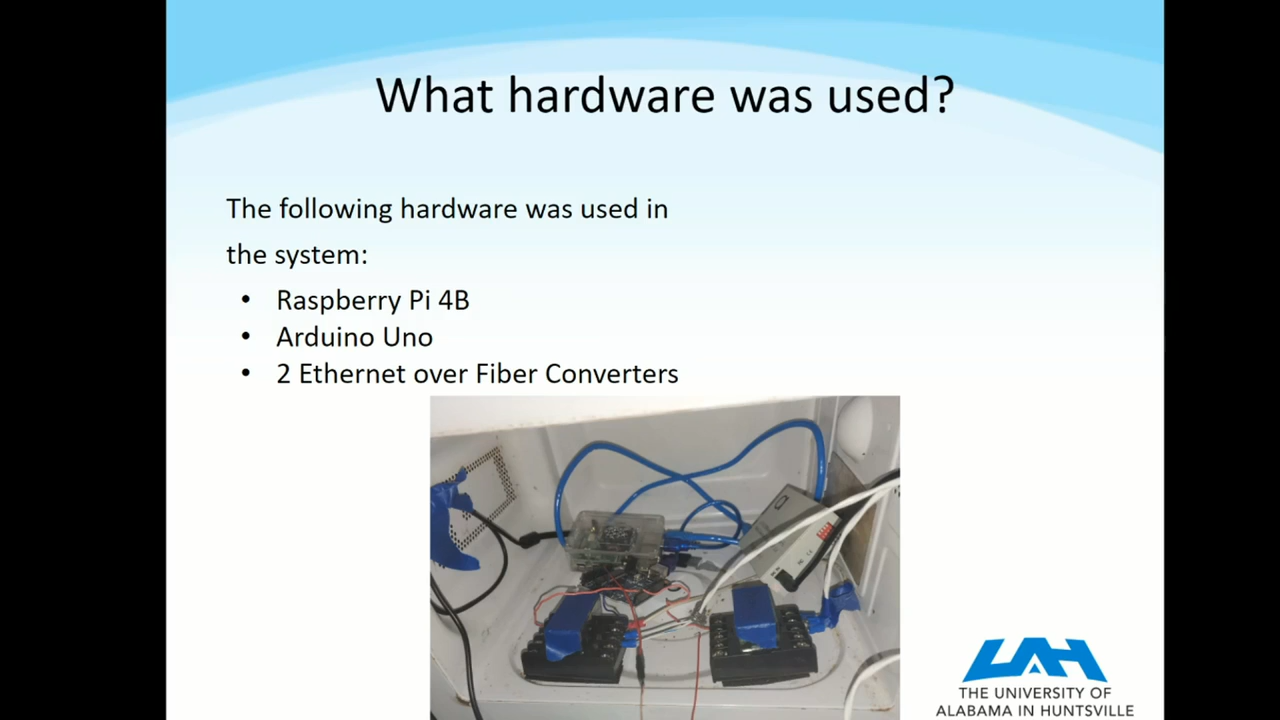 What hardware was used?
The following hardware was used in
the system:
• Raspberry Pi 4B
• Arduino Uno
• 2 Ethernet over Fiber Converters
UAH
THE UNIVERSITY OF
ALABAMA IN HUNTSVILLE